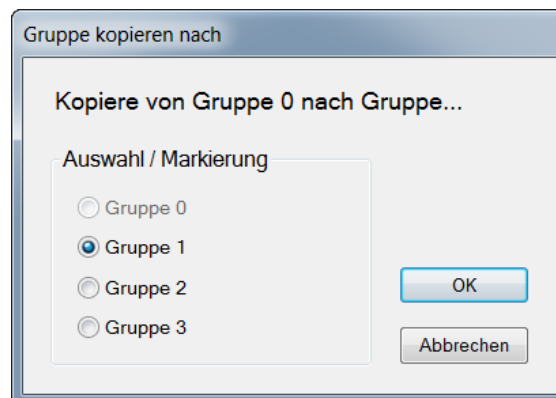 Gruppe kopieren nach
Kopiere von Gruppe 0 nach Gruppe...
Auswahl / Markierung
Gruppe 0
Gruppe 1
Gruppe 2
Gruppe 3
OK
Abbrechen